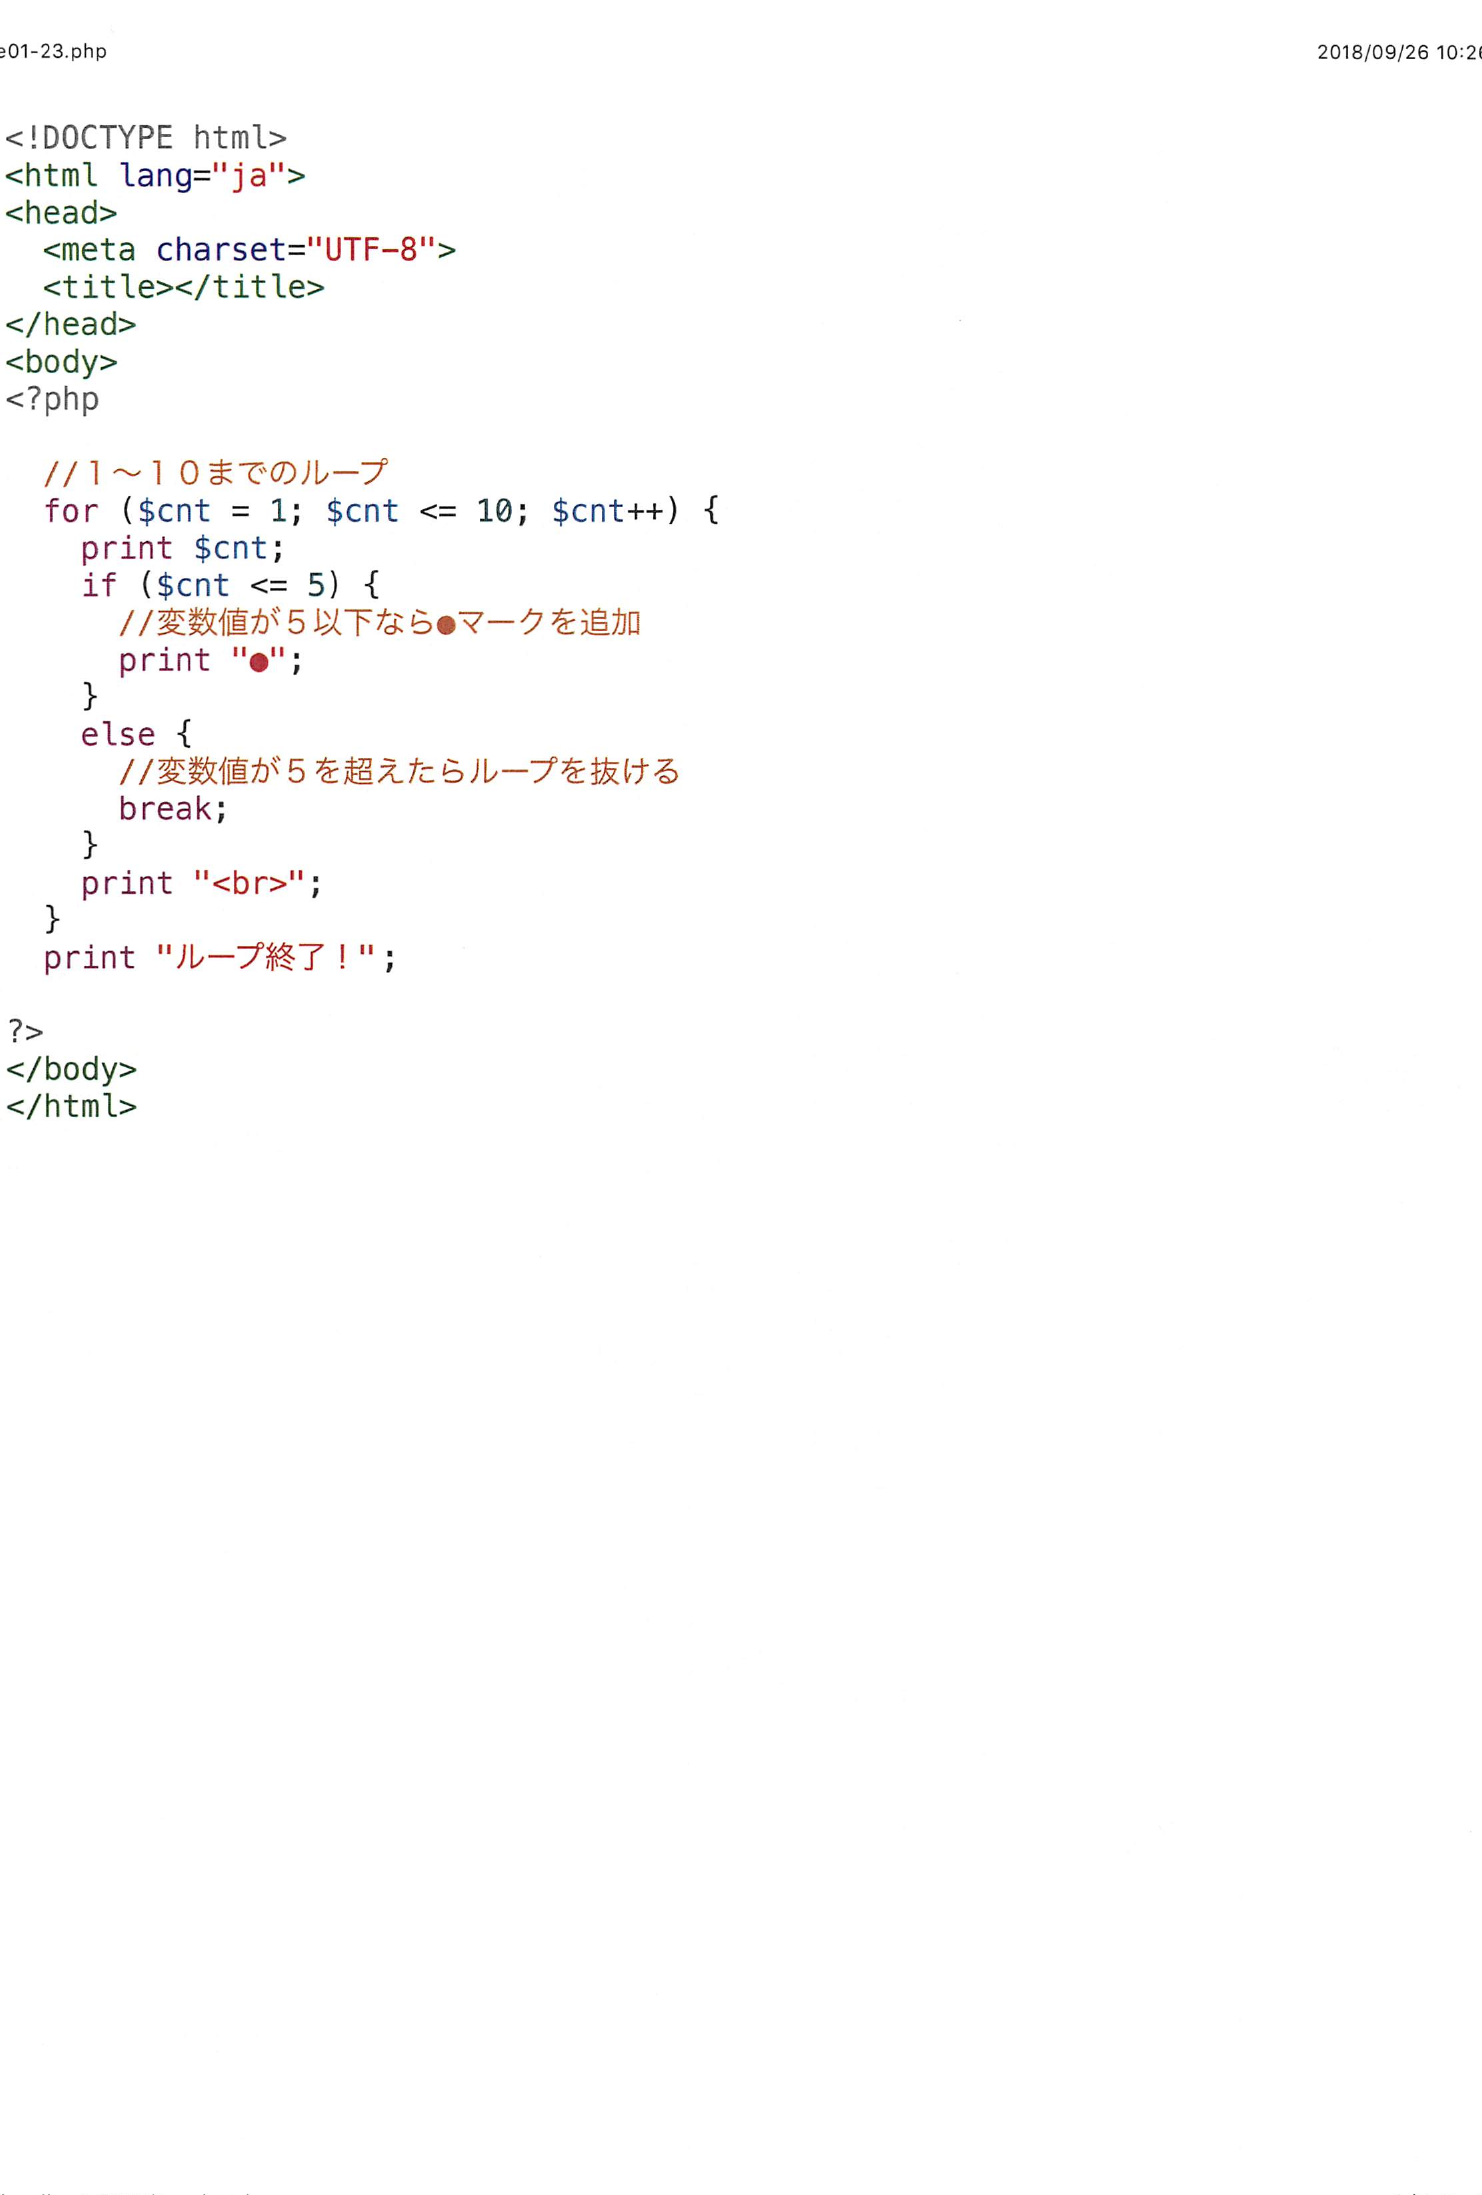 e01-23.php
2018/09/26 10:26
<!DOCTYPE html>
<html lang="ja">
<head>
  <meta charset="UTF-8">
  <title></title>
</head>
<body>
<?php

  //１〜１０までのループ
  for ($cnt = 1; $cnt <= 10; $cnt++) {
    print $cnt;
    if ($cnt <= 5) {
      //変数値が５以下なら●マークを追加
      print "●";
    }
    else {
      //変数値が５を超えたらループを抜ける
      break;
    }
    print "<br>";
  }
  print "ループ終了！";

?>
</body>
</html>